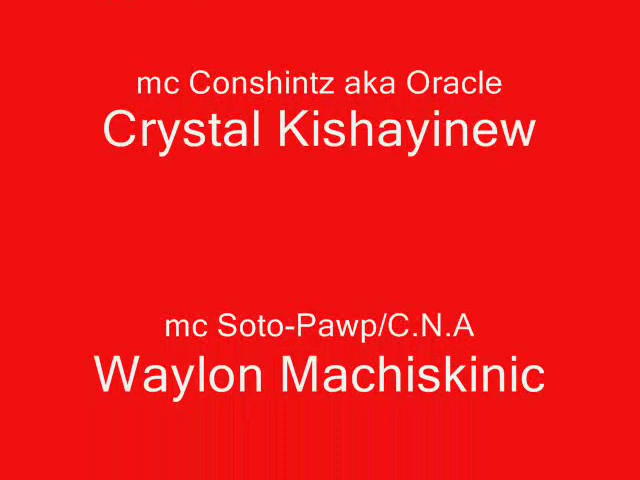 mc Conshintz aka Oracle
Crystal Kishayinew
mc Soto-Pawp/C.N.A
Waylon Machiskinic